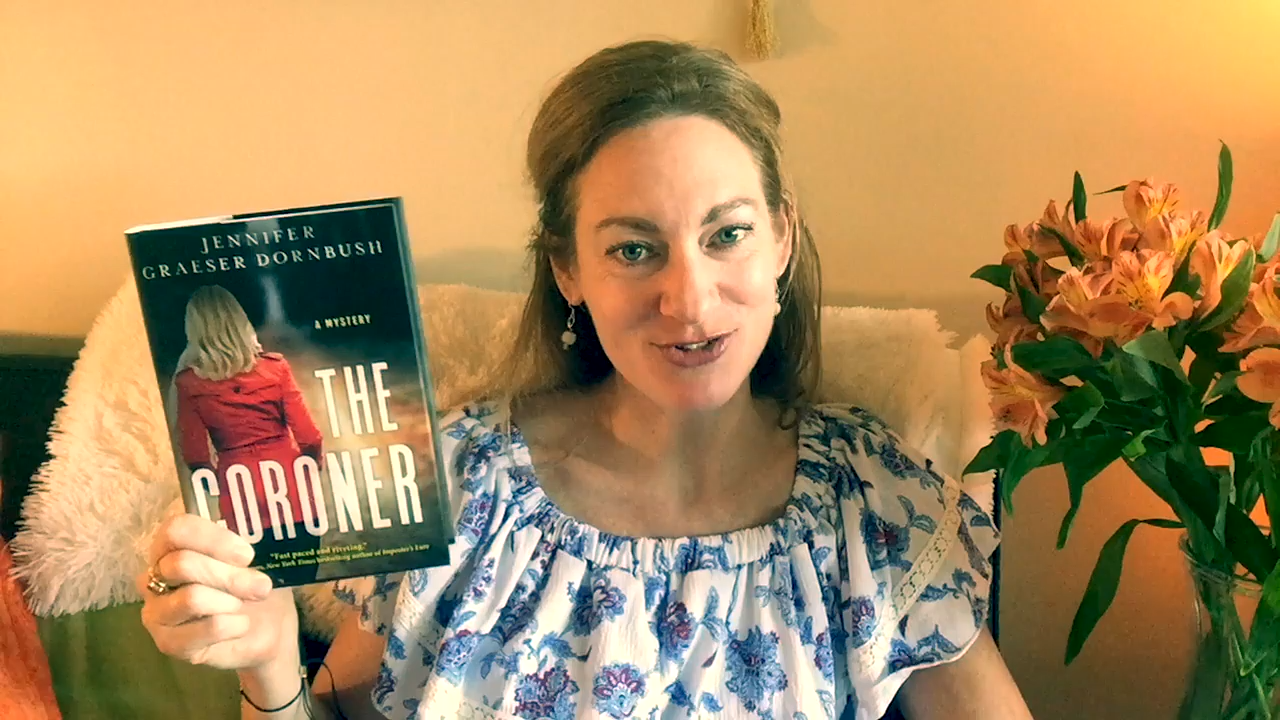 JENNIFER
GRAESER DORNBUSH
A MYSTERY
THE
CORONER
"Fast paced and riveting,"
New York Times bestselling author of Imposter's Lure